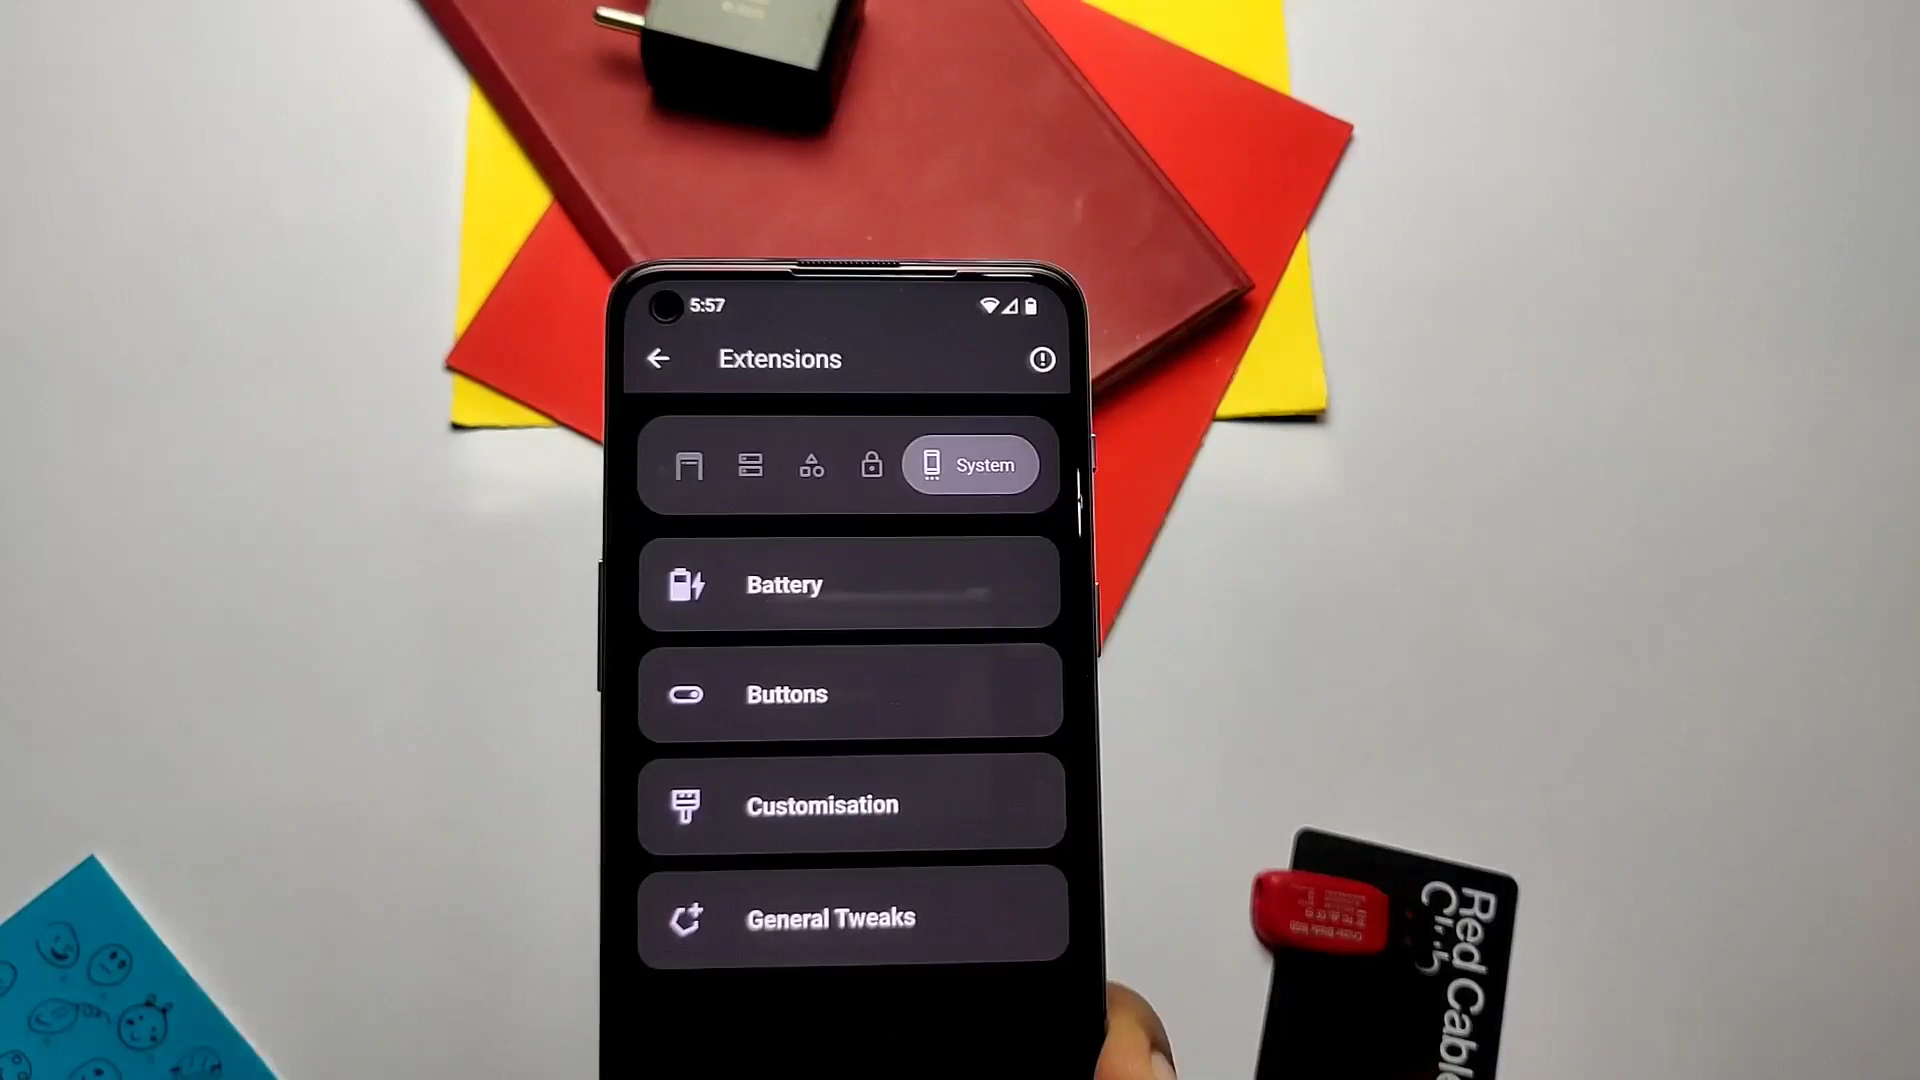 5:57
Extensions
System
Battery
Buttons
Customisation
General Tweaks
Red Cable
Club